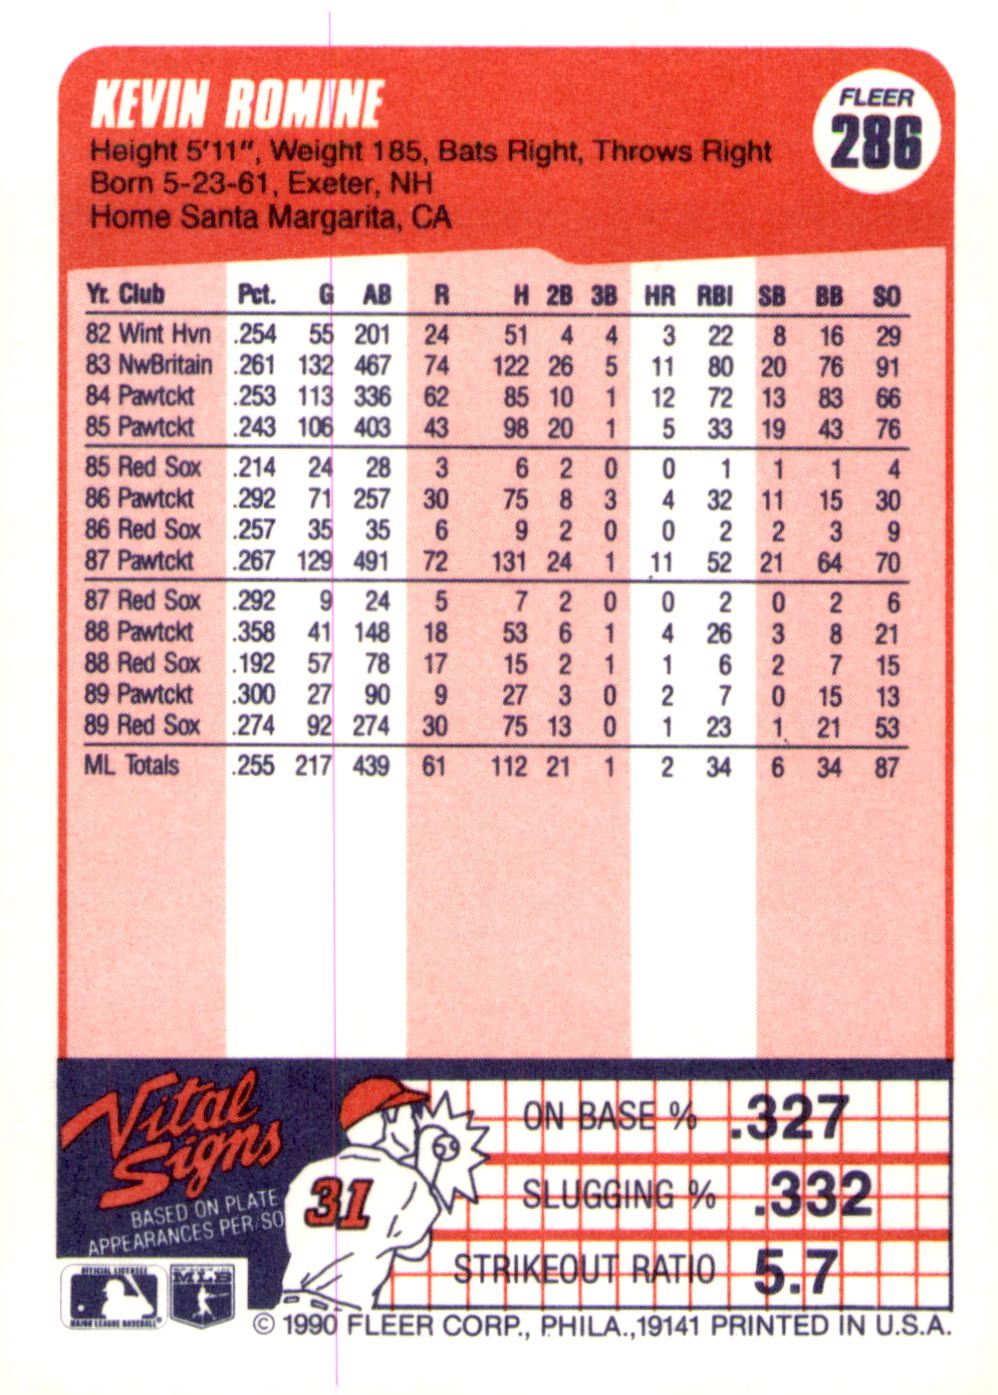 KEVIN ROMINE
FLEER
286
Height 5'11", Weight 185, Bats Right, Throws Right
Born 5-23-61, Exeter, NH
Home Santa Margarita, CA
Yr. Club Pct. G AB R H 2B 3B HR RBI SB BB SO
82 Wint Hvn .254 55 201 24 51 4 4 3 22 8 16 29
83 NwBritain .261 132 467 74 122 26 5 11 80 20 76 91
84 Pawtckt .253 113 336 62 85 10 1 12 72 13 83 66
85 Pawtckt .243 106 403 43 98 20 1 5 33 19 43 76
85 Red Sox .214 24 28 3 6 2 0 0 1 1 1 4
86 Pawtckt .292 71 257 30 75 8 3 4 32 11 15 30
86 Red Sox .257 35 35 6 9 2 0 0 2 2 3 9
87 Pawtckt .267 129 491 72 131 24 1 11 52 21 64 70
87 Red Sox .292 9 24 5 7 2 0 0 2 0 2 6
88 Pawtckt .358 41 148 18 53 6 1 4 26 3 8 21
88 Red Sox .192 57 78 17 15 2 1 1 6 2 7 15
89 Pawtckt .300 27 90 9 27 3 0 2 7 0 15 13
89 Red Sox .274 92 274 30 75 13 0 1 23 1 21 53
ML Totals .255 217 439 61 112 21 1 2 34 6 34 87
Vital
Signs
BASED ON PLATE
APPEARANCES PER/SO
31
ON BASE % .327
SLUGGING % .332
STRIKEOUT RATIO 5.7
OFFICIAL LICENSEE
MAJOR LEAGUE BASEBALL
MLB
© 1990 FLEER CORP., PHILA.,19141 PRINTED IN U.S.A.